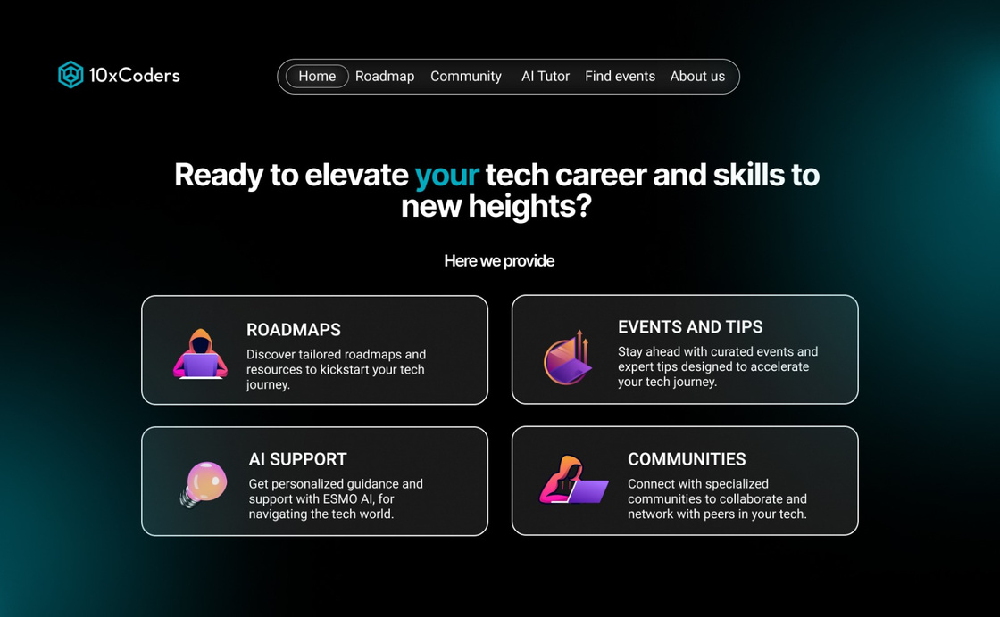 10xCoders
Home Roadmap Community AI Tutor Find events About us
Ready to elevate your tech career and skills to
new heights?
Here we provide
ROADMAPS
Discover tailored roadmaps and
resources to kickstart your tech
journey.
EVENTS AND TIPS
Stay ahead with curated events and
expert tips designed to accelerate
your tech journey.
AI SUPPORT
Get personalized guidance and
support with ESMO AI, for
navigating the tech world.
COMMUNITIES
Connect with specialized
communities to collaborate and
network with peers in your tech.